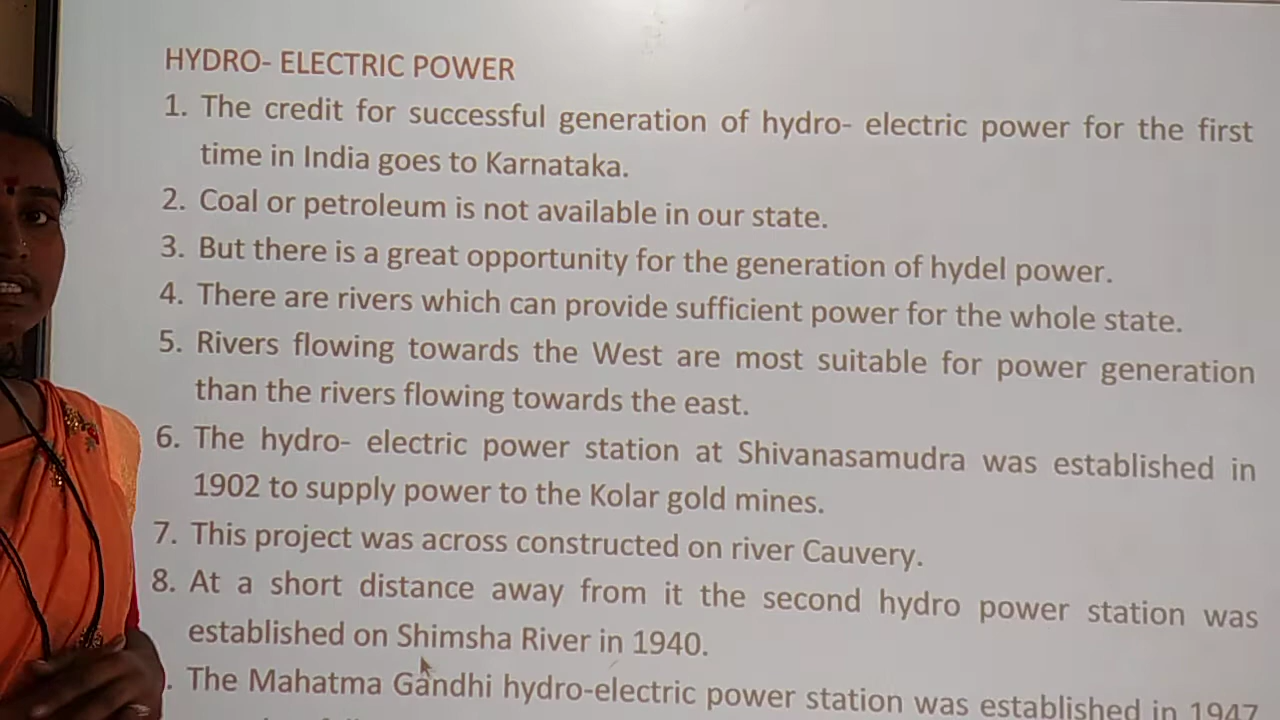 HYDRO- ELECTRIC POWER
1. The credit for successful generation of hydro- electric power for the first
time in India goes to Karnataka.
2. Coal or petroleum is not available in our state.
3. But there is a great opportunity for the generation of hydel power.
4. There are rivers which can provide sufficient power for the whole state.
5. Rivers flowing towards the West are most suitable for power generation
than the rivers flowing towards the east.
6. The hydro- electric power station at Shivanasamudra was established in
1902 to supply power to the Kolar gold mines.
7. This project was across constructed on river Cauvery.
8. At a short distance away from it the second hydro power station was
established on Shimsha River in 1940.
. The Mahatma Gandhi hydro-electric power station was established in 1947